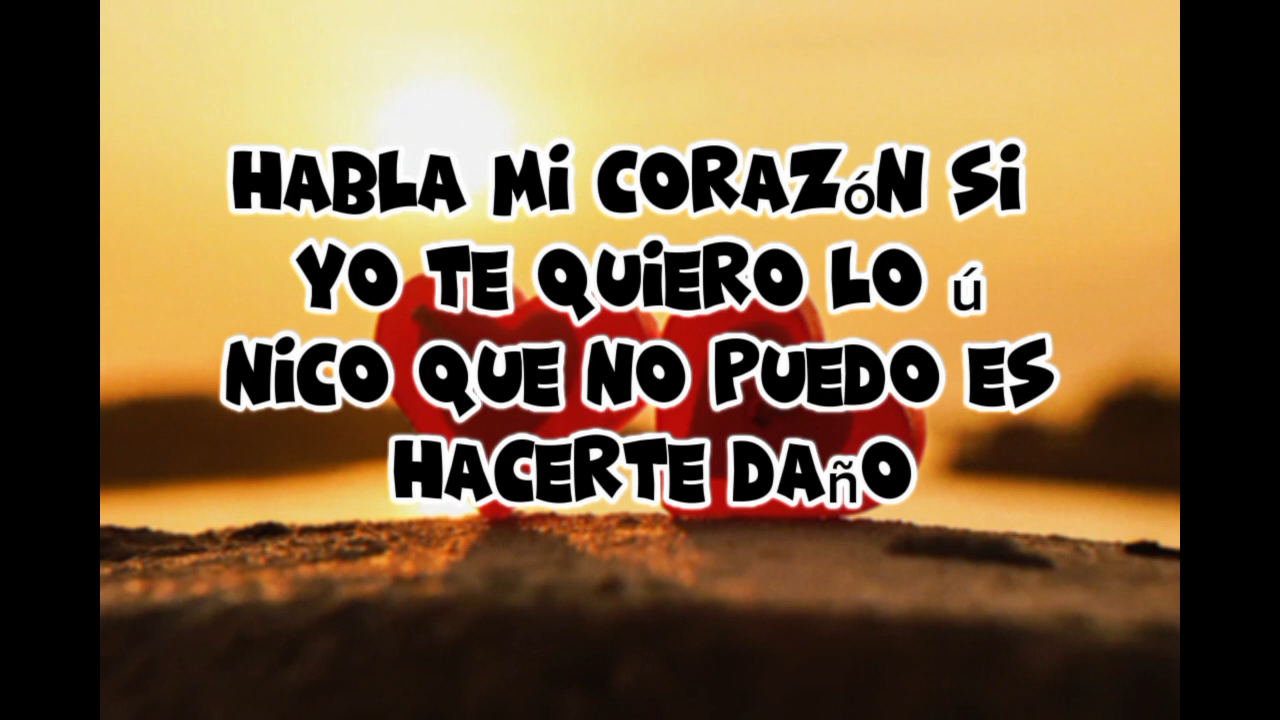 HABLA Mi CORAZóN Si
YO TE QUiERO LO ú
NiCO QUE NO PUEDO ES
HACERTE DAñO